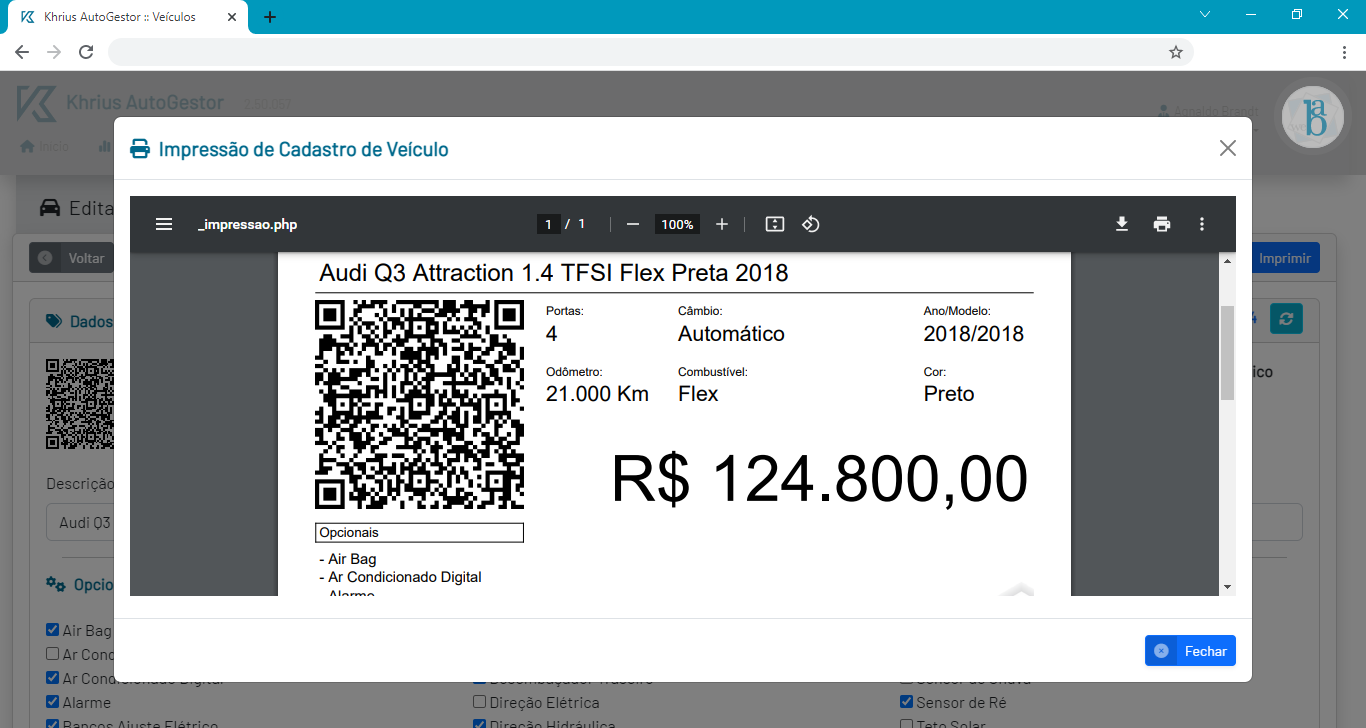 Khrius AutoGestor :: Veículos
Khrius AutoGestor
Agnaldo Brandt
Início
Impressão de Cadastro de Veículo
Edita
_impressao.php
1 / 1
100%
Voltar
Imprimir
Audi Q3 Attraction 1.4 TFSI Flex Preta 2018
Portas:
Câmbio:
Ano/Modelo:
4
Automático
2018/2018
Dados
Odômetro:
Combustível:
Cor:
ico
21.000 Km
Flex
Preto
R$ 124.800,00
Descrição
Audi Q3
Opcionais
- Air Bag
- Ar Condicionado Digital
- Alarme
Opcio
Air Bag
Ar Cond
Fechar
Ar Condicionado Digital
Desembaçador Traseiro
Sensor de Chuva
Alarme
Direção Elétrica
Sensor de Ré
Bancos Ajuste Elétrico
Direção Hidráulica
Teto Solar